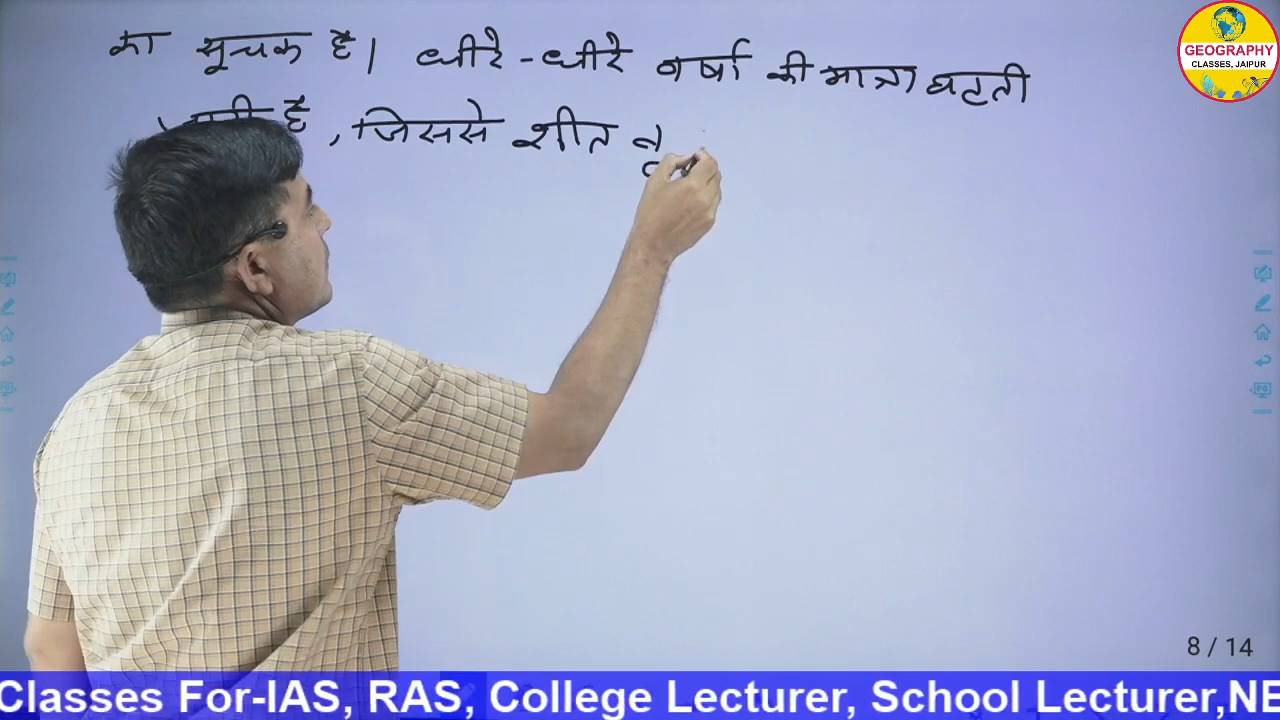 का सूचक है। धीरे-धीरे वर्षा की मात्रा घटती
है, जिससे शीत
GEOGRAPHY
CLASSES, JAIPUR
8 / 14
Classes For-IAS, RAS, College Lecturer, School Lecturer,NE